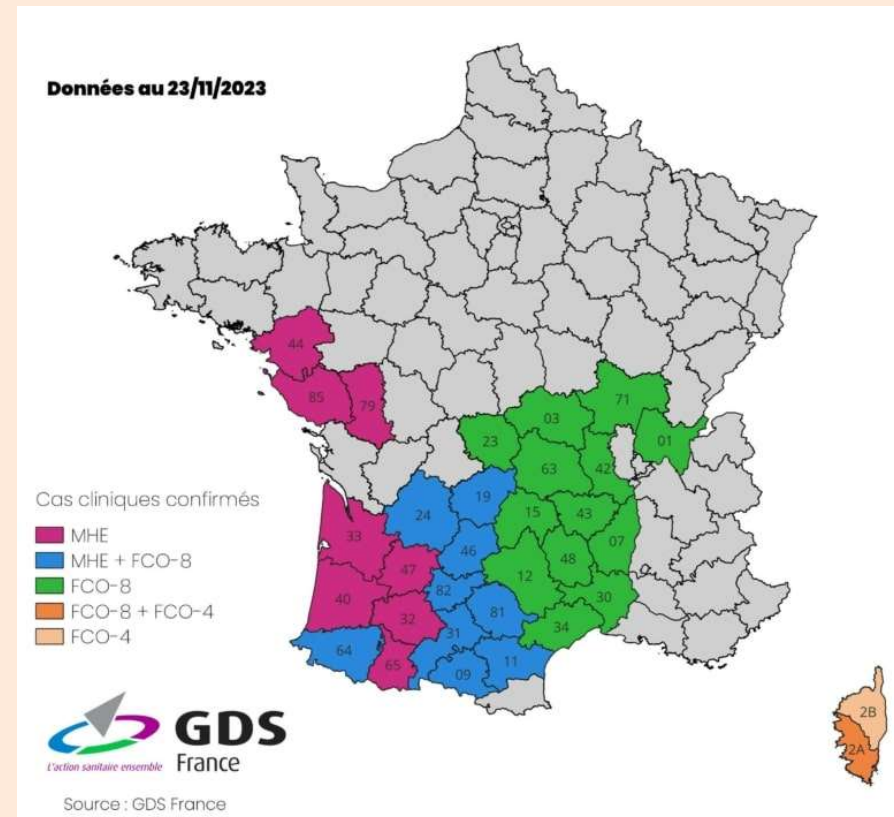 Données au 23/11/2023
44
85
79
71
03
01
23
63
42
19
24
15
43
33
46
07
47
48
12
82
30
40
81
32
34
31
64
11
65
09
2B
2A
Cas cliniques confirmés
MHE
MHE + FCO-8
FCO-8
FCO-8 + FCO-4
FCO-4
GDS
France
L'action sanitaire ensemble
Source : GDS France